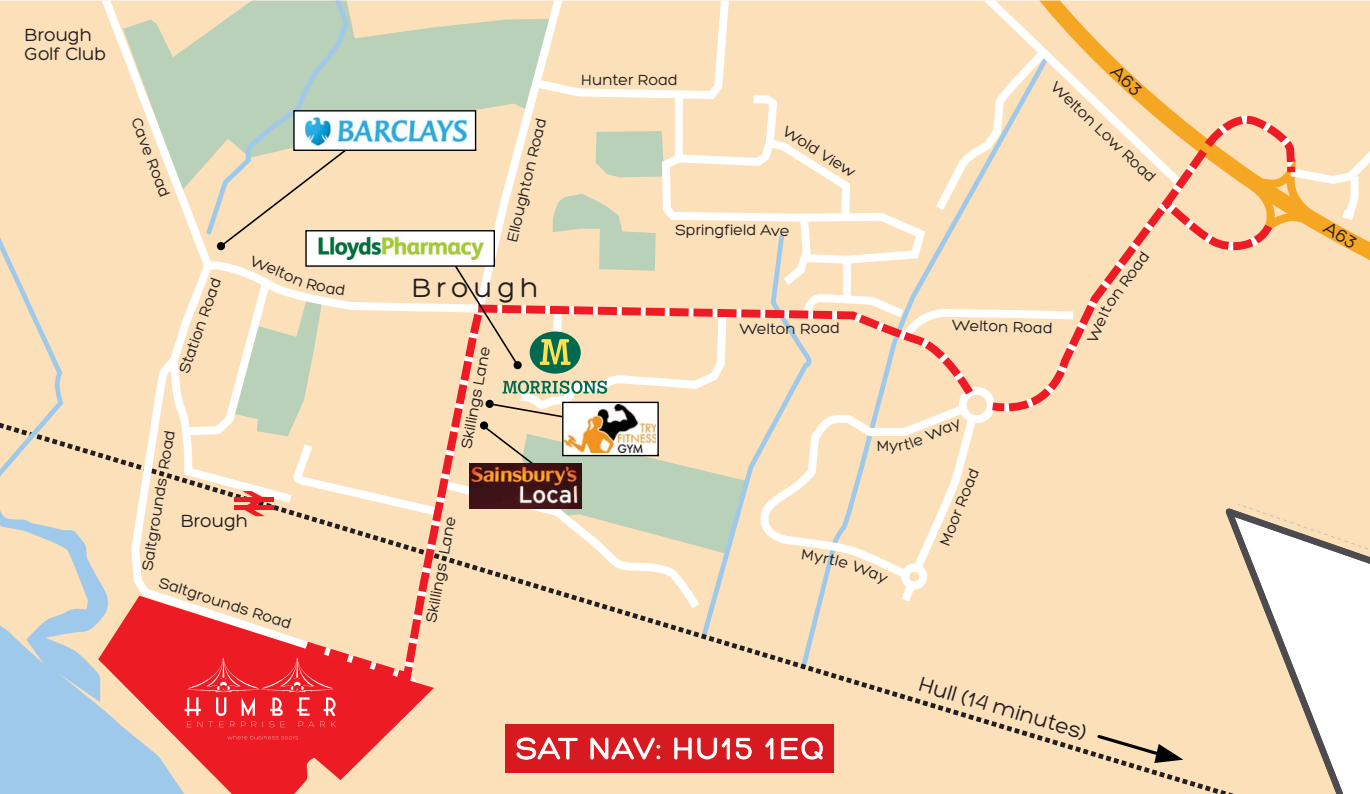 Brough
Golf Club
Cave Road
BARCLAYS
Hunter Road
Elloughton Road
Wold View
A63
Welton Low Road
A63
Springfield Ave
LloydsPharmacy
Welton Road
Brough
Station Road
Welton Road
Welton Road
Welton Road
M
MORRISONS
Skillings Lane
TRY
FITNESS
GYM
Sainsbury's
Local
Myrtle Way
Moor Road
Myrtle Way
Saltgrounds Road
Brough
Skillings Lane
Saltgrounds Road
HUMBER
ENTERPRISE PARK
where business soars
Hull (14 minutes)
SAT NAV: HU15 1EQ